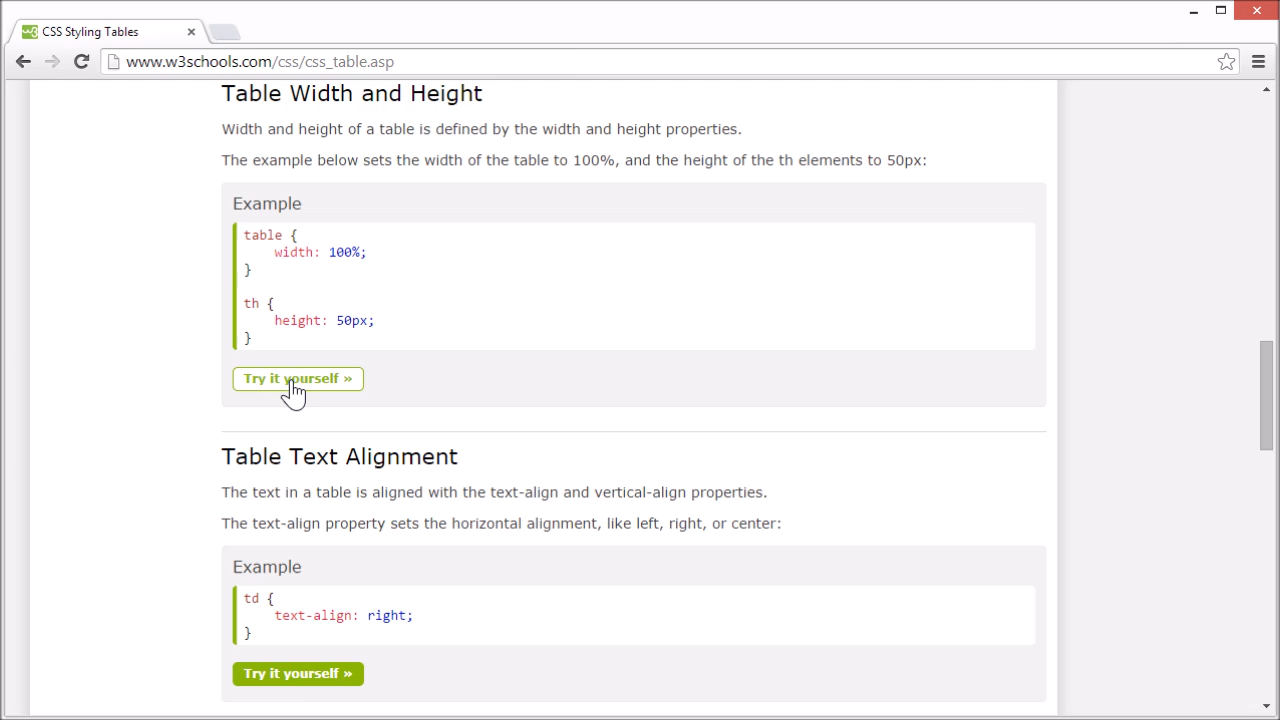 CSS Styling Tables
www.w3schools.com/css/css_table.asp
Table Width and Height
Width and height of a table is defined by the width and height properties.
The example below sets the width of the table to 100%, and the height of the th elements to 50px:
Example
table {
width: 100%;
}
th {
height: 50px;
}
Try it yourself »
Table Text Alignment
The text in a table is aligned with the text-align and vertical-align properties.
The text-align property sets the horizontal alignment, like left, right, or center:
Example
td {
text-align: right;
}
Try it yourself »